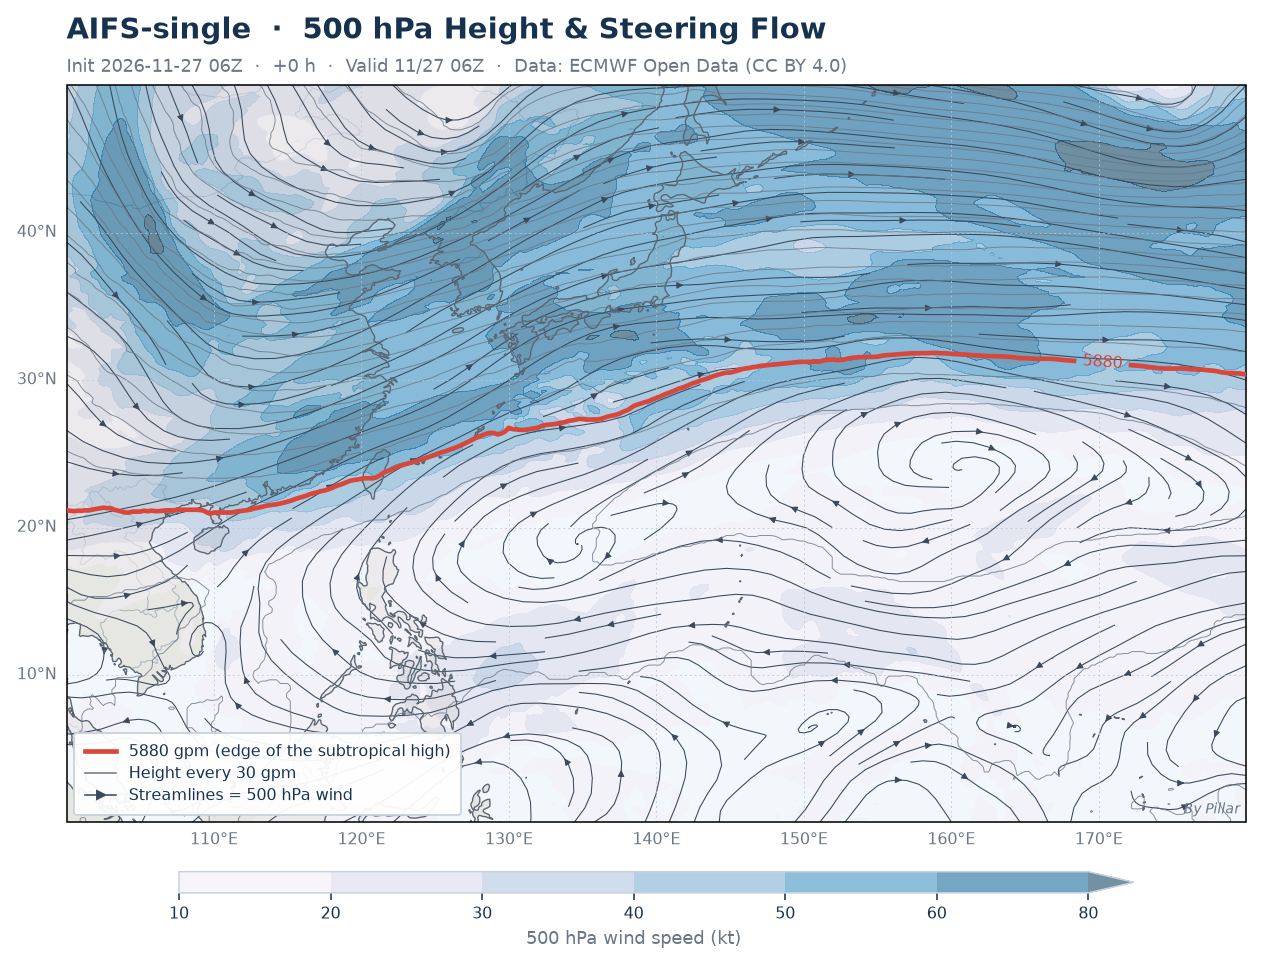 AIFS-single · 500 hPa Height & Steering Flow
Init 2026-11-27 06Z · +0 h · Valid 11/27 06Z · Data: ECMWF Open Data (CC BY 4.0)
40°N
30°N
20°N
10°N
5880
5880 gpm (edge of the subtropical high)
Height every 30 gpm
Streamlines = 500 hPa wind
By Pillar
110°E 120°E 130°E 140°E 150°E 160°E 170°E
10 20 30 40 50 60 80
500 hPa wind speed (kt)